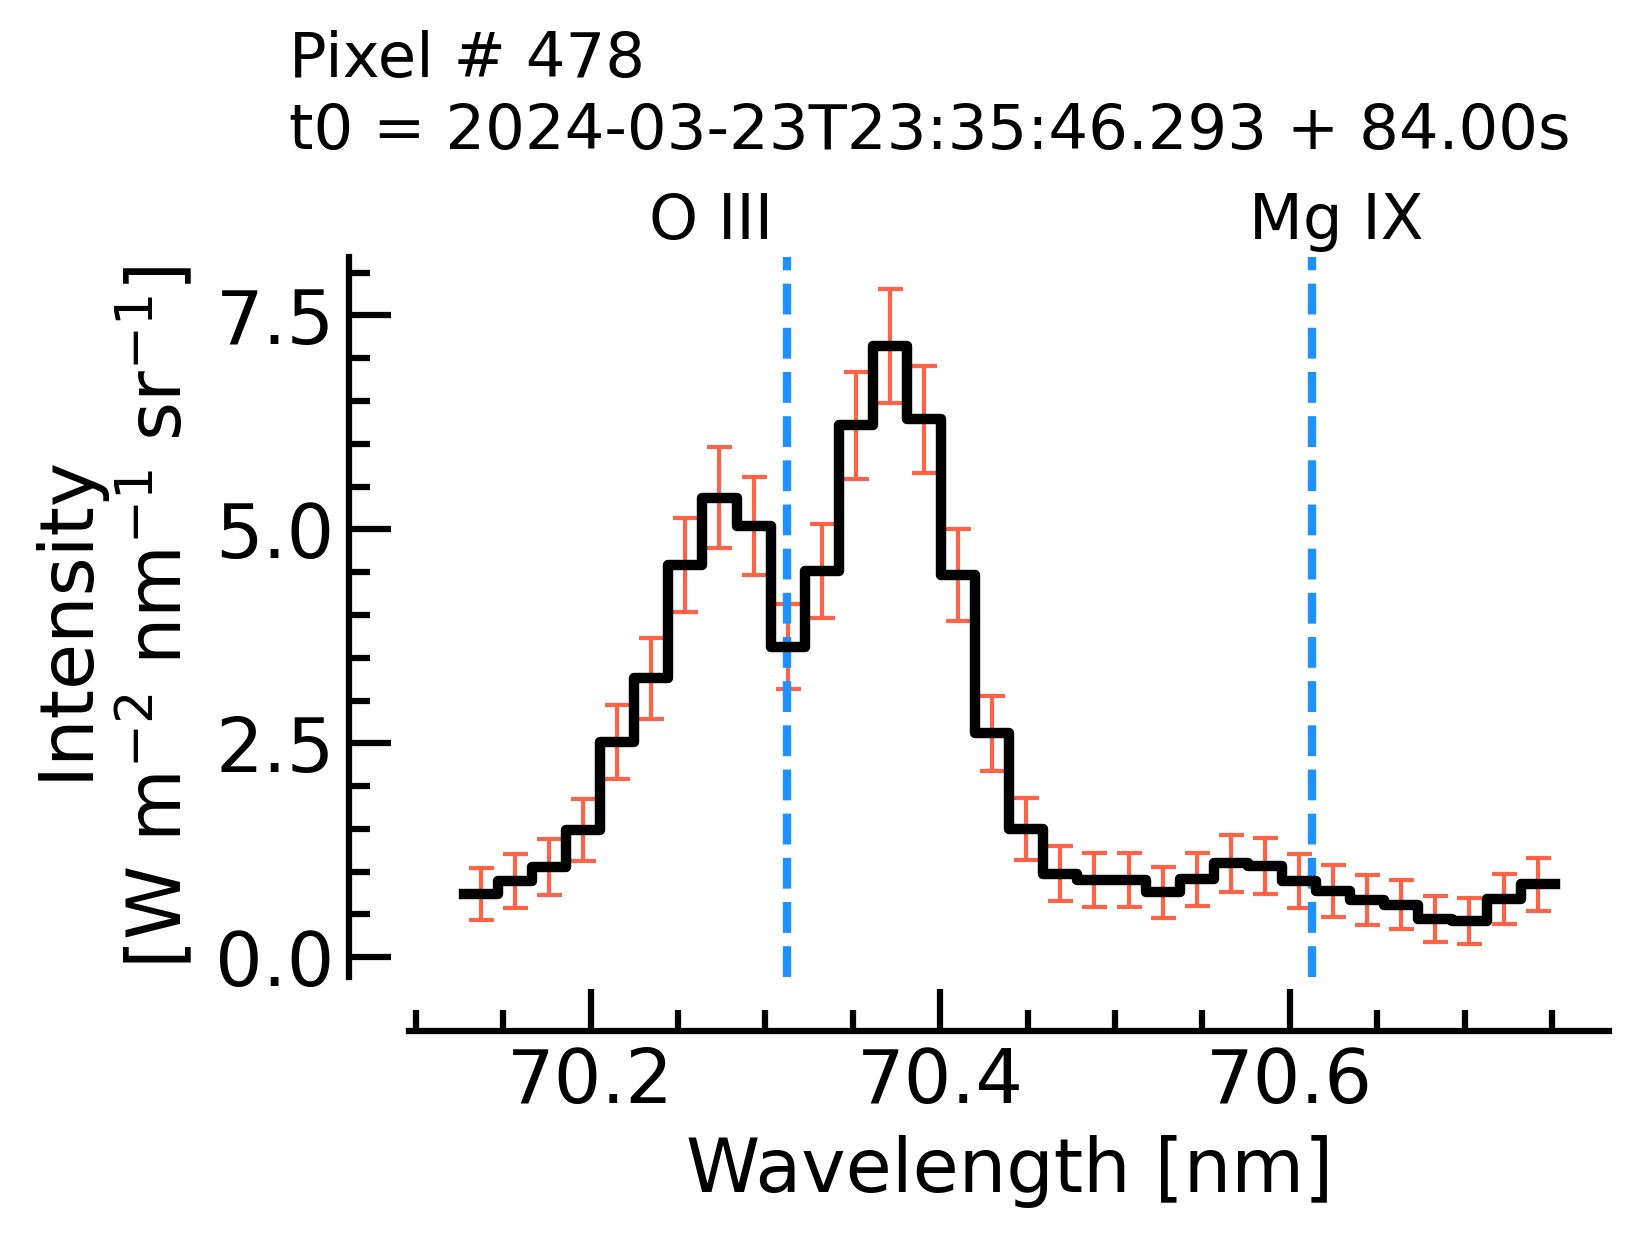 Pixel # 478
t0 = 2024-03-23T23:35:46.293 + 84.00s
O III
Mg IX
Intensity
[W m⁻² nm⁻¹ sr⁻¹]
7.5
5.0
2.5
0.0
70.2
70.4
70.6
Wavelength [nm]